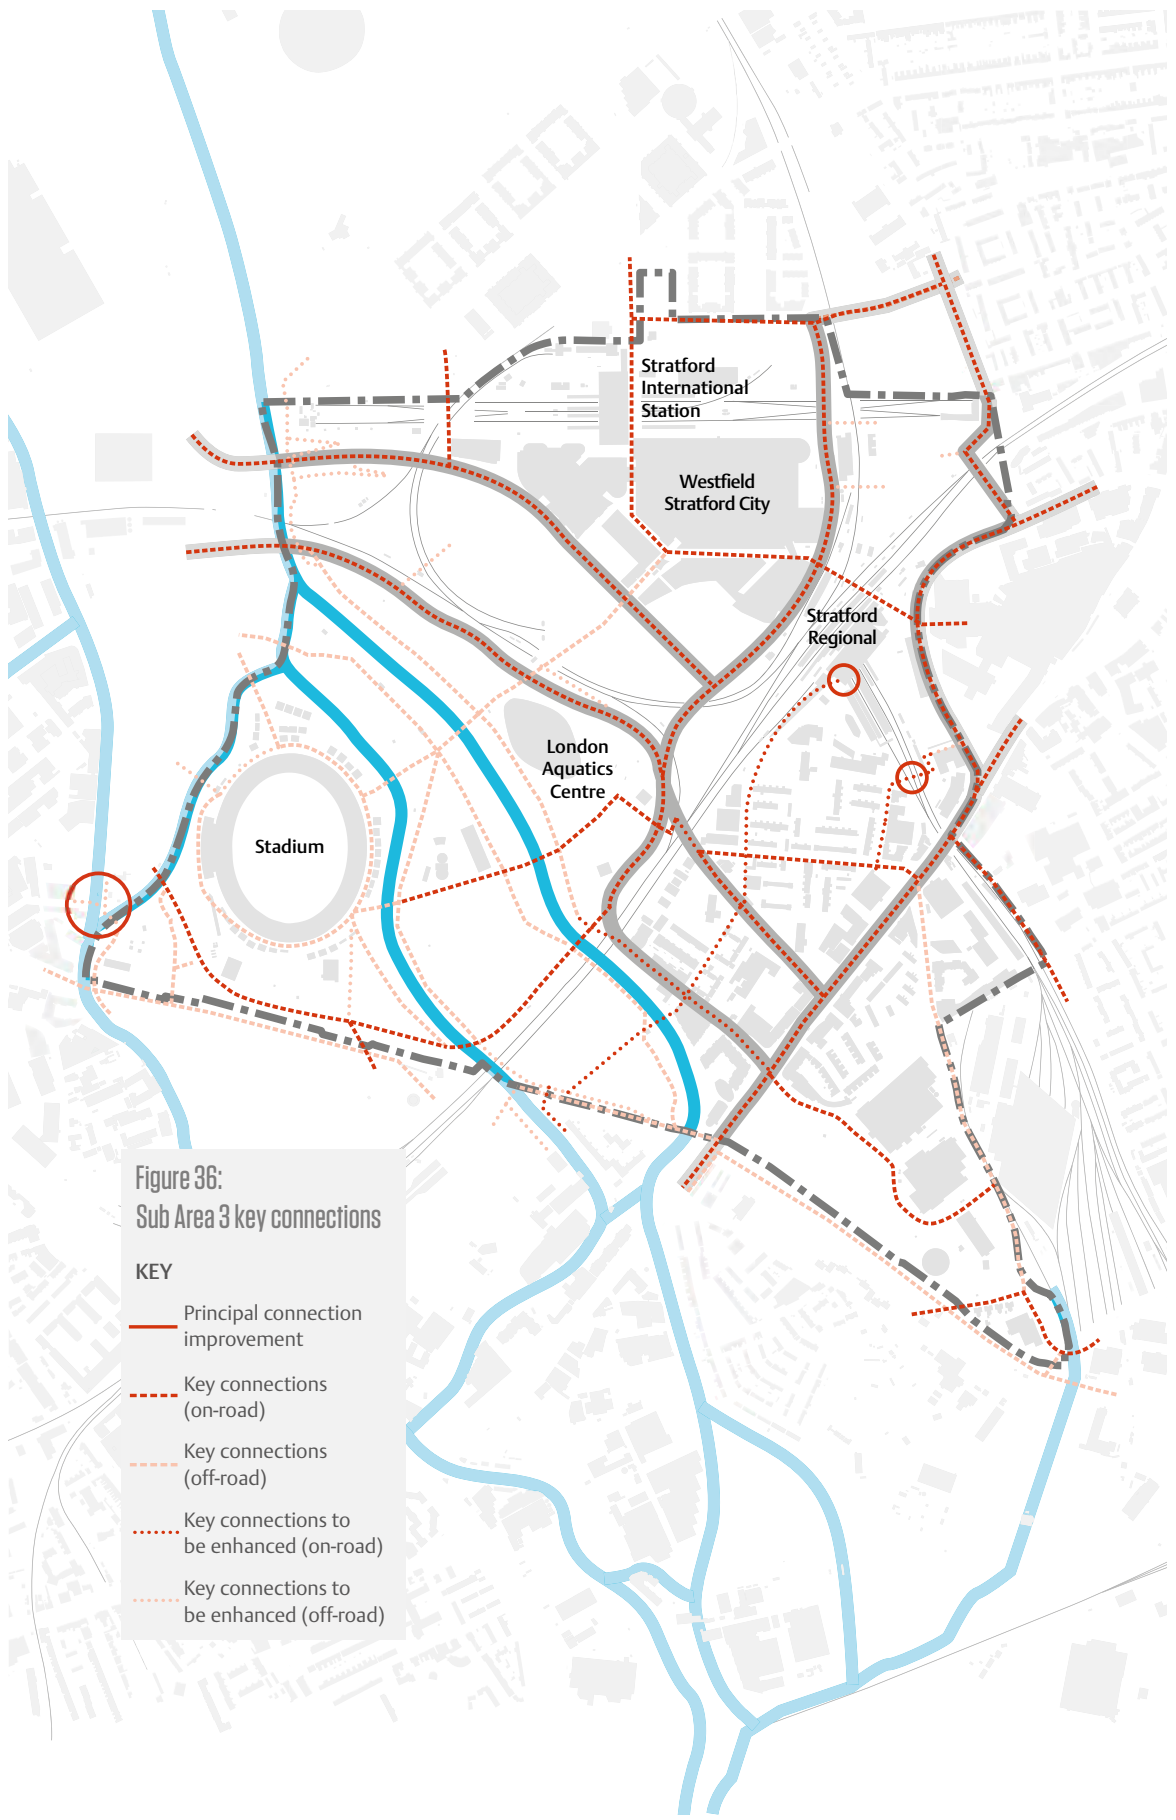 Stratford
International
Station
Westfield
Stratford City
Stratford
Regional
London
Aquatics
Centre
Stadium
Figure 36:
Sub Area 3 key connections
KEY
Principal connection
improvement
Key connections
(on-road)
Key connections
(off-road)
Key connections to
be enhanced (on-road)
Key connections to
be enhanced (off-road)